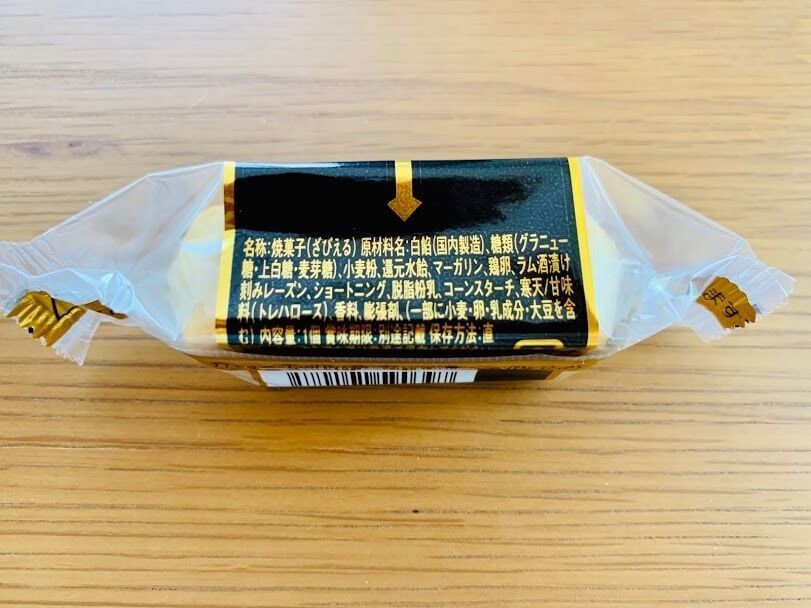 名称:焼菓子(ざびえる) 原材料名:白餡(国内製造)、糖類(グラニュー
糖・上白糖・麦芽糖)、小麦粉、還元水飴、マーガリン、鶏卵、ラム酒漬け
刻みレーズン、ショートニング、脱脂粉乳、コーンスターチ、寒天/甘味
料(トレハロース)、香料、膨張剤、(一部に小麦・卵・乳成分・大豆を含
む) 内容量:1個 賞味期限:別途記載 保存方法:直
ます